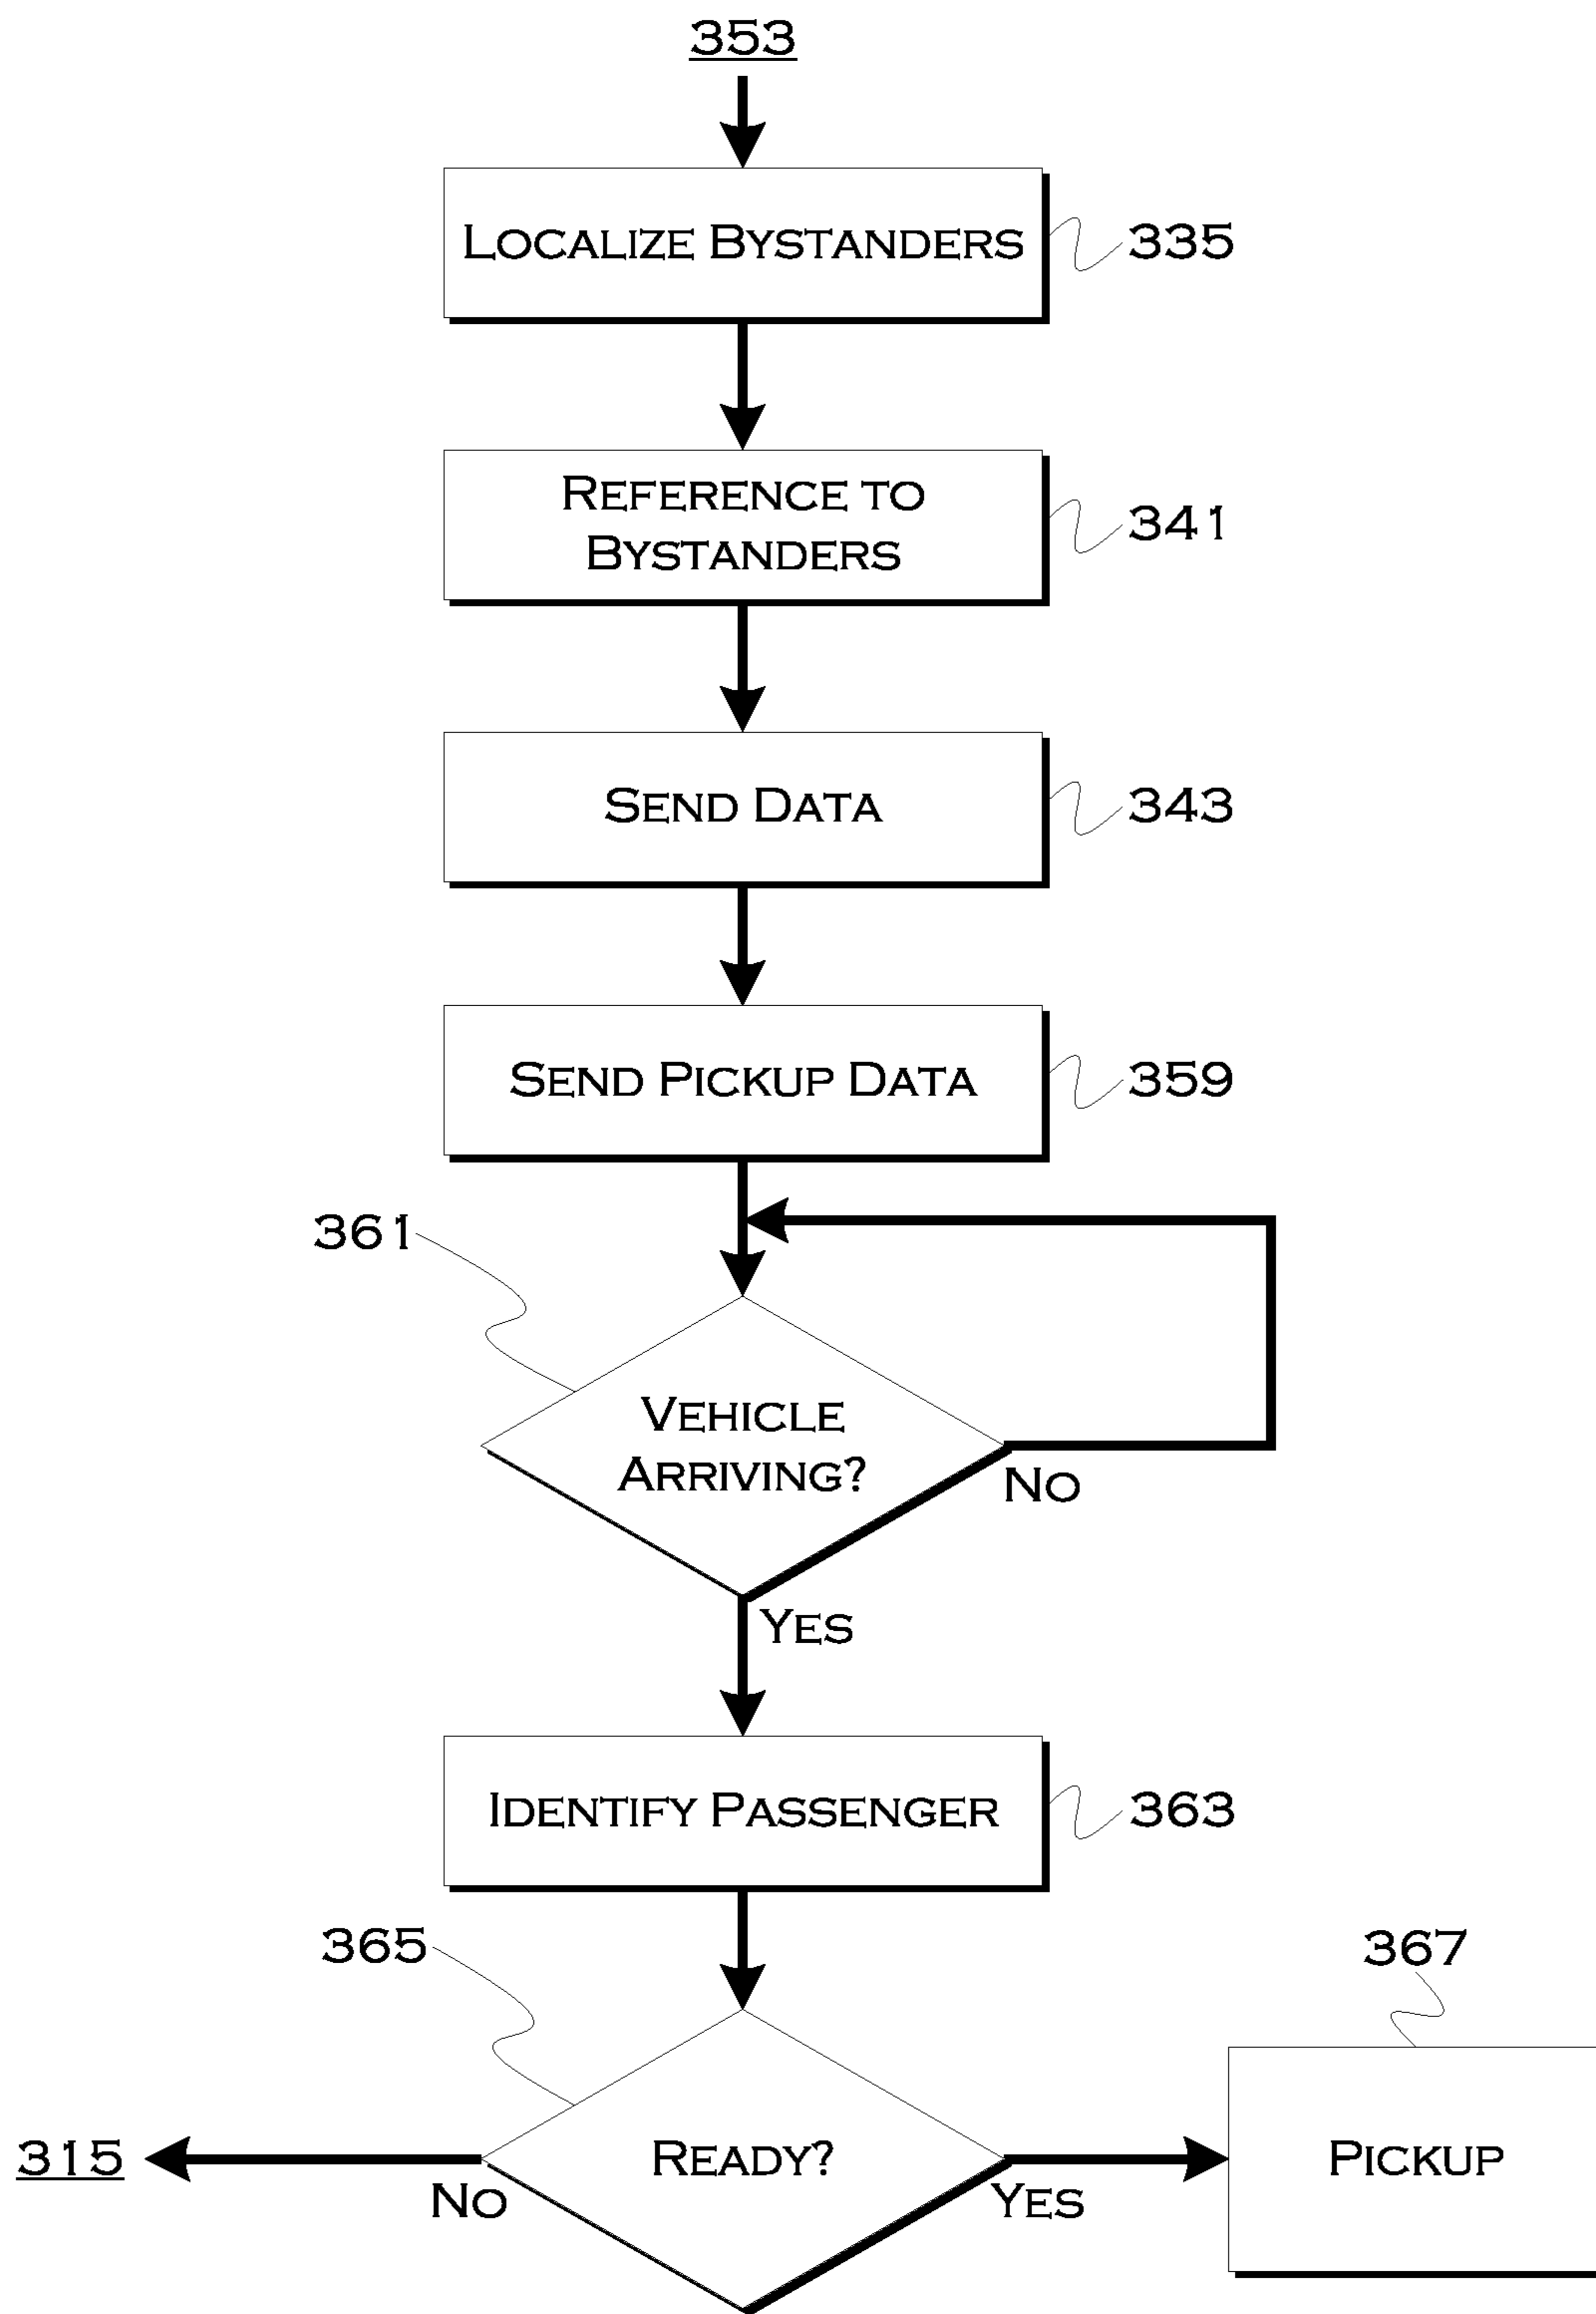 353
LOCALIZE BYSTANDERS
335
REFERENCE TO
BYSTANDERS
341
SEND DATA
343
SEND PICKUP DATA
359
361
VEHICLE
ARRIVING?
NO
YES
IDENTIFY PASSENGER
363
365
367
315
READY?
PICKUP
NO
YES